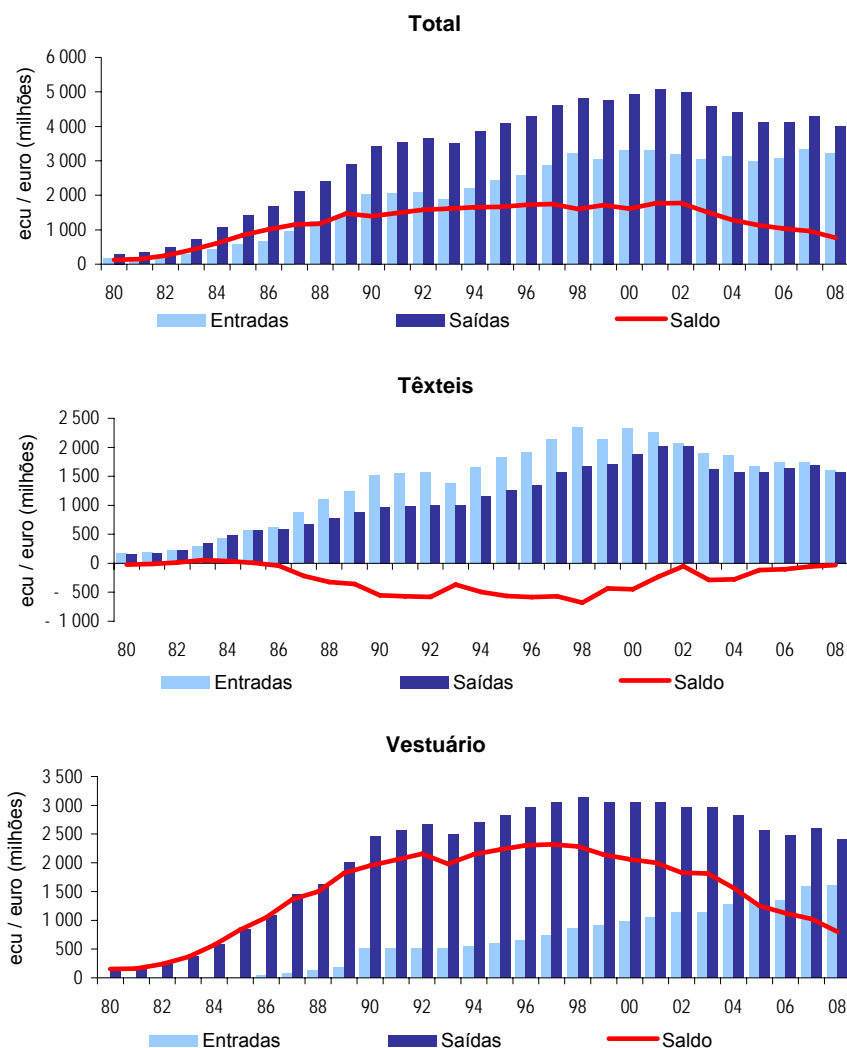 Total
ecu / euro (milhões)
6 000
5 000
4 000
3 000
2 000
1 000
0
80 82 84 86 88 90 92 94 96 98 00 02 04 06 08
Entradas Saídas Saldo
Têxteis
ecu / euro (milhões)
2 500
2 000
1 500
1 000
500
0
- 500
- 1 000
80 82 84 86 88 90 92 94 96 98 00 02 04 06 08
Entradas Saídas Saldo
Vestuário
ecu / euro (milhões)
3 500
3 000
2 500
2 000
1 500
1 000
500
0
80 82 84 86 88 90 92 94 96 98 00 02 04 06 08
Entradas Saídas Saldo